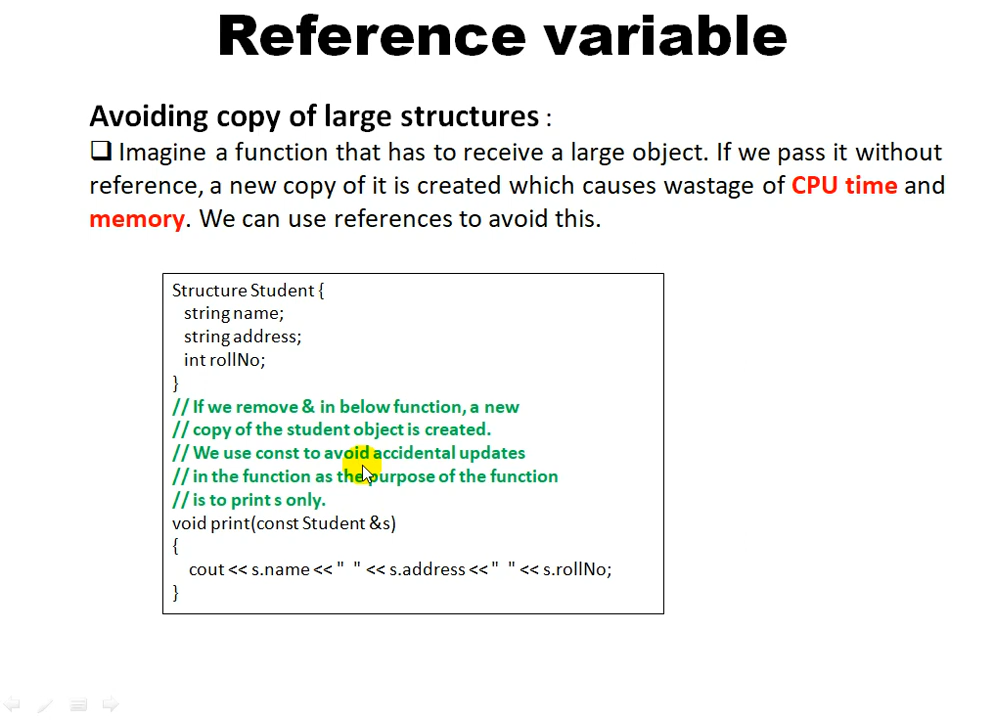 Reference variable
Avoiding copy of large structures :
❑ Imagine a function that has to receive a large object. If we pass it without
reference, a new copy of it is created which causes wastage of CPU time and
memory. We can use references to avoid this.
Structure Student {
string name;
string address;
int rollNo;
}
// If we remove & in below function, a new
// copy of the student object is created.
// We use const to avoid accidental updates
// in the function as the purpose of the function
// is to print s only.
void print(const Student &s)
{
cout << s.name << "  " << s.address << "  " << s.rollNo;
}